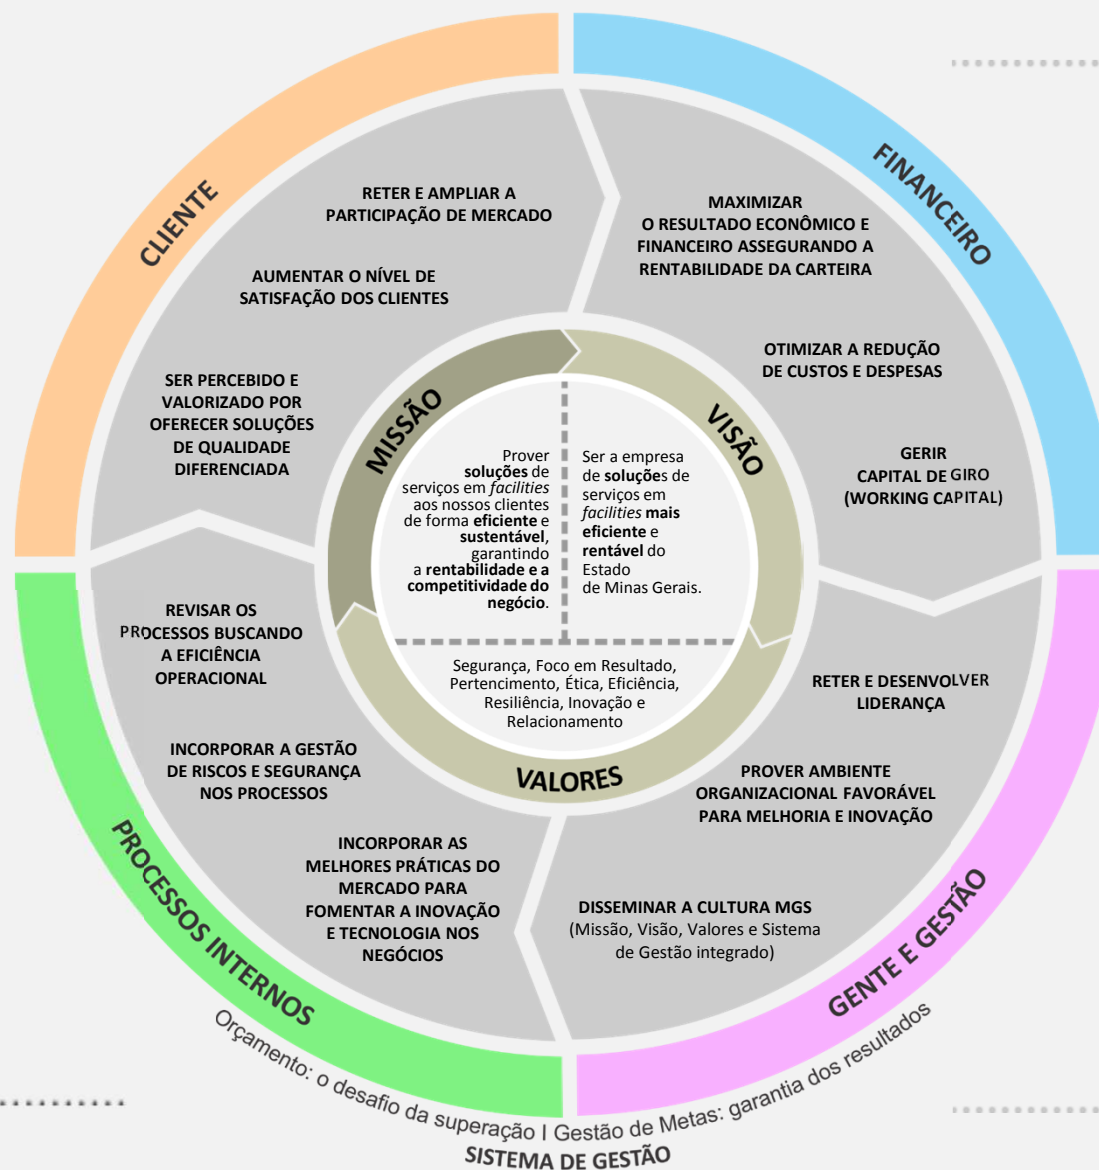 CLIENTE
RETER E AMPLIAR A
PARTICIPAÇÃO DE MERCADO
AUMENTAR O NÍVEL DE
SATISFAÇÃO DOS CLIENTES
SER PERCEBIDO E
VALORIZADO POR
OFERECER SOLUÇÕES
DE QUALIDADE
DIFERENCIADA
FINANCEIRO
MAXIMIZAR
O RESULTADO ECONÔMICO E
FINANCEIRO ASSEGURANDO A
RENTABILIDADE DA CARTEIRA
OTIMIZAR A REDUÇÃO
DE CUSTOS E DESPESAS
GERIR
CAPITAL DE GIRO
(WORKING CAPITAL)
MISSÃO
Prover
soluções de
serviços em facilities
aos nossos clientes
de forma eficiente e
sustentável,
garantindo
a rentabilidade e a
competitividade do
negócio.
VISÃO
Ser a empresa
de soluções de
serviços em
facilities mais
eficiente e
rentável do
Estado
de Minas Gerais.
Segurança, Foco em Resultado,
Pertencimento, Ética, Eficiência,
Resiliência, Inovação e
Relacionamento
VALORES
PROCESSOS INTERNOS
REVISAR OS
PROCESSOS BUSCANDO
A EFICIÊNCIA
OPERACIONAL
INCORPORAR A GESTÃO
DE RISCOS E SEGURANÇA
NOS PROCESSOS
INCORPORAR AS
MELHORES PRÁTICAS DO
MERCADO PARA
FOMENTAR A INOVAÇÃO
E TECNOLOGIA NOS
NEGÓCIOS
GENTE E GESTÃO
RETER E DESENVOLVER
LIDERANÇA
PROVER AMBIENTE
ORGANIZACIONAL FAVORÁVEL
PARA MELHORIA E INOVAÇÃO
DISSEMINAR A CULTURA MGS
(Missão, Visão, Valores e Sistema
de Gestão integrado)
Orçamento: o desafio da superação I Gestão de Metas: garantia dos resultados
SISTEMA DE GESTÃO